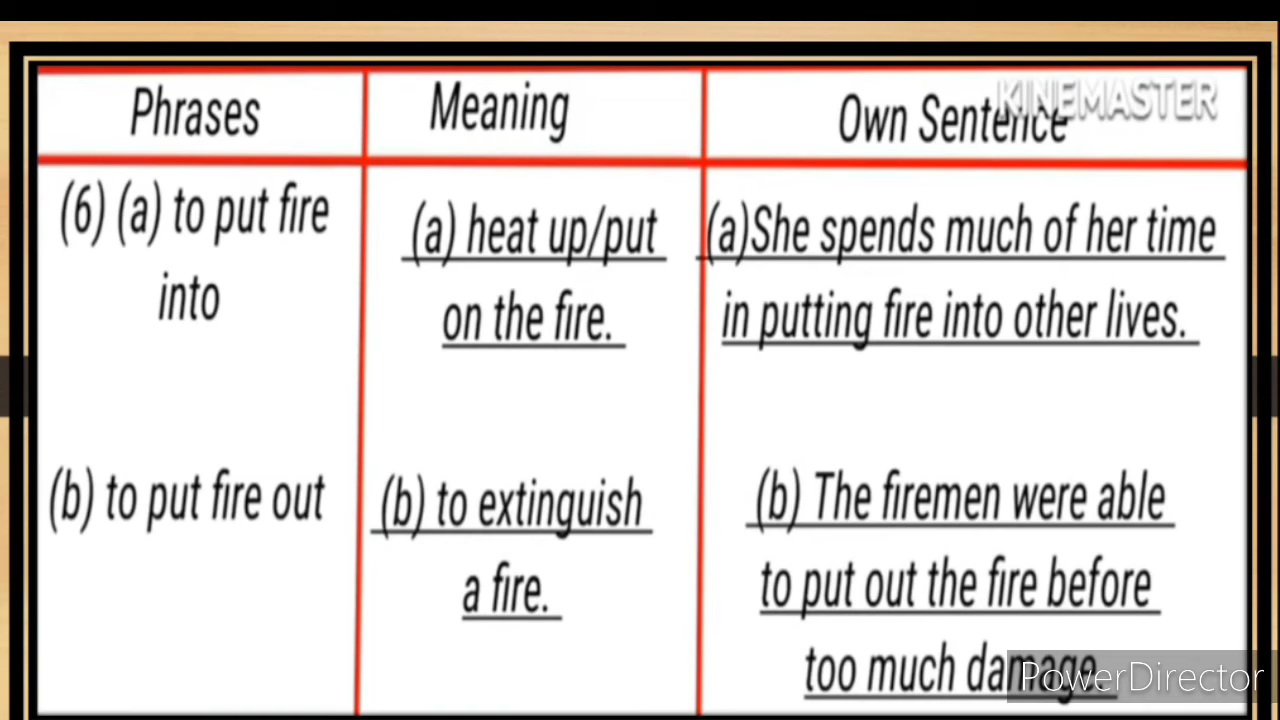 Phrases
Meaning
Own Sentence
KINEMASTER
(6) (a) to put fire
into
(a) heat up/put
on the fire.
(a)She spends much of her time
in putting fire into other lives.
(b) to put fire out
(b) to extinguish
a fire.
(b) The firemen were able
to put out the fire before
too much damage.
PowerDirector